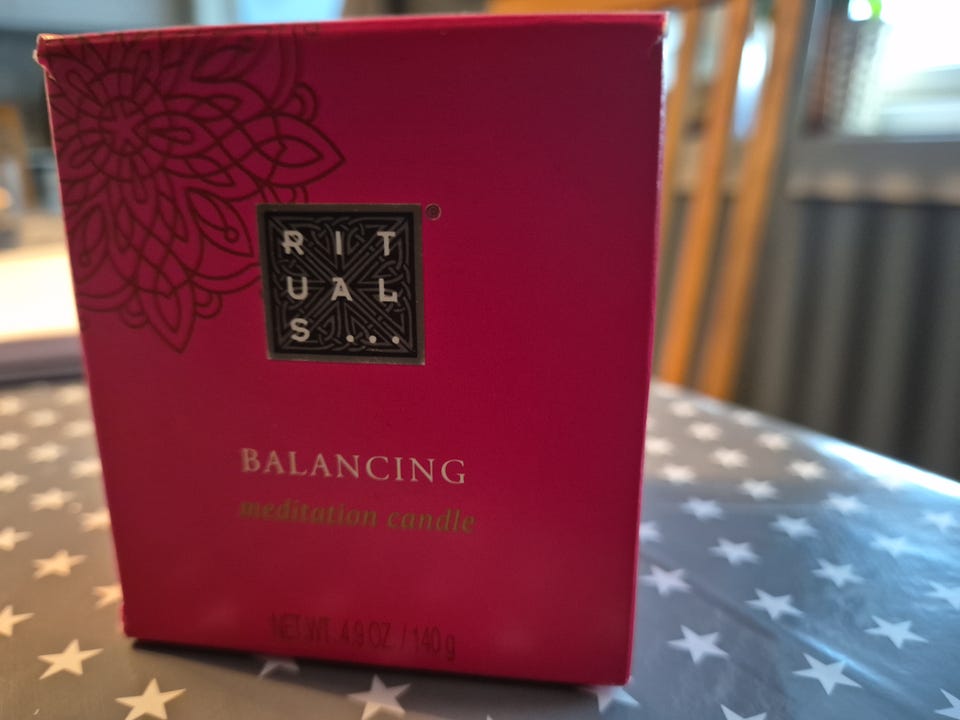 RIT
UAL
S...
BALANCING
meditation candle
NET WT. 4.9 OZ. / 140 g